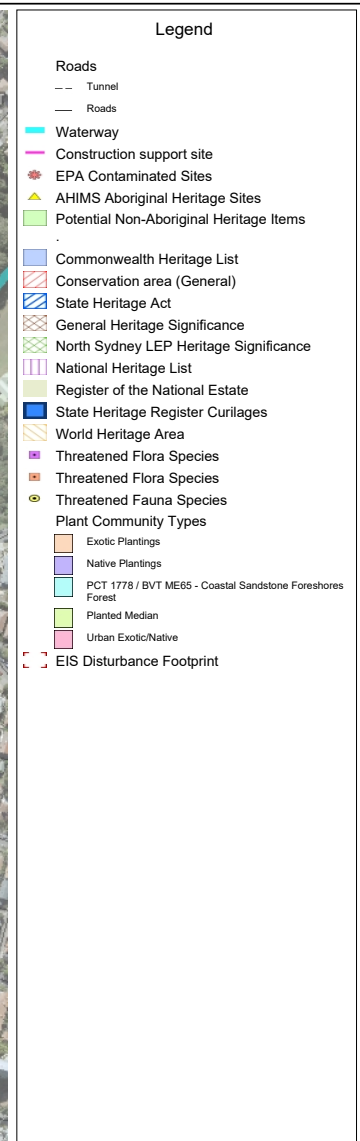 Legend
Roads
Tunnel
Roads
Waterway
Construction support site
EPA Contaminated Sites
AHIMS Aboriginal Heritage Sites
Potential Non-Aboriginal Heritage Items
.
Commonwealth Heritage List
Conservation area (General)
State Heritage Act
General Heritage Significance
North Sydney LEP Heritage Significance
National Heritage List
Register of the National Estate
State Heritage Register Curilages
World Heritage Area
Threatened Flora Species
Threatened Flora Species
Threatened Fauna Species
Plant Community Types
Exotic Plantings
Native Plantings
PCT 1778 / BVT ME65 - Coastal Sandstone Foreshores
Forest
Planted Median
Urban Exotic/Native
EIS Disturbance Footprint